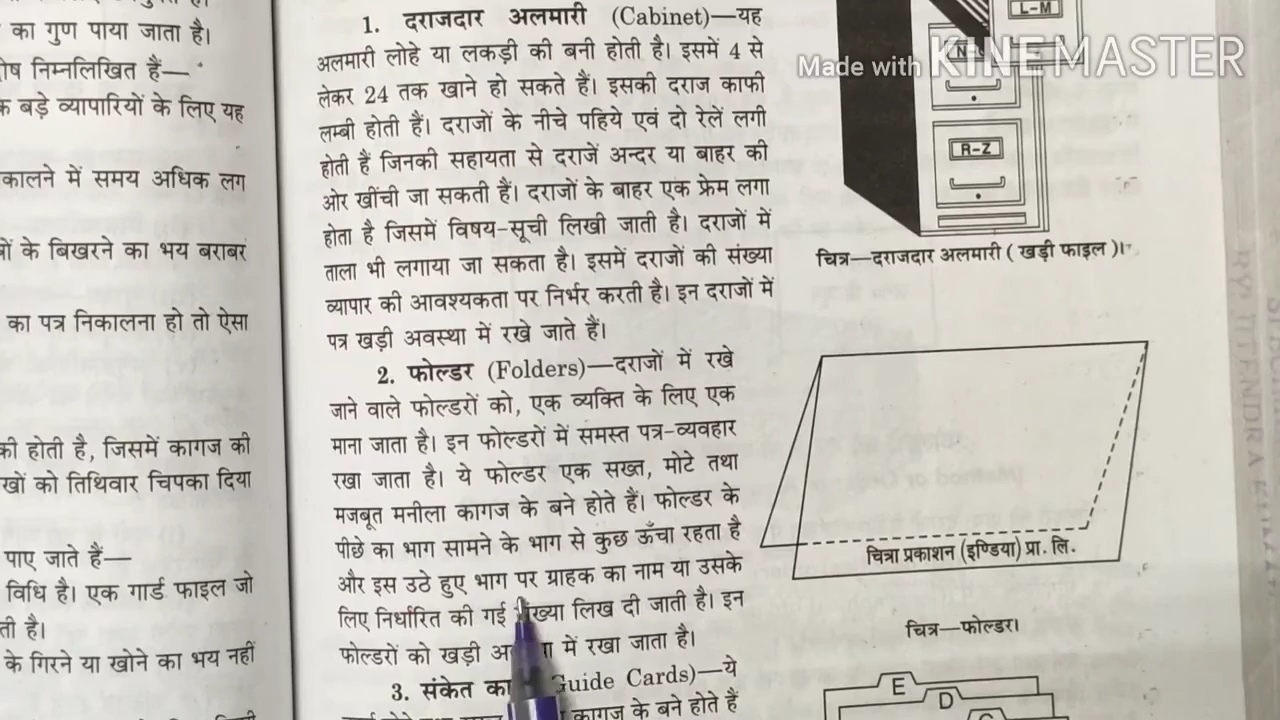 का गुण पाया जाता है।
निम्नलिखित हैं—
बड़े व्यापारियों के लिए यह
में समय अधिक लग
के बिखरने का भय बराबर
का पत्र निकालना हो तो ऐसा
की होती है, जिसमें कागज की
को तिथिवार चिपका दिया
पाए जाते हैं—
विधि है। एक गार्ड फाइल जो
है।
के गिरने या खोने का भय नहीं
1. दराजदार अलमारी (Cabinet)—यह
अलमारी लोहे या लकड़ी की बनी होती है। इसमें 4 से
लेकर 24 तक खाने हो सकते हैं। इसकी दराज काफी
लम्बी होती हैं। दराजों के नीचे पहिये एवं दो रेलें लगी
होती हैं जिनकी सहायता से दराजें अन्दर या बाहर की
ओर खींची जा सकती हैं। दराजों के बाहर एक फ्रेम लगा
होता है जिसमें विषय-सूची लिखी जाती है। दराजों में
ताला भी लगाया जा सकता है। इसमें दराजों की संख्या
व्यापार की आवश्यकता पर निर्भर करती है। इन दराजों में
पत्र खड़ी अवस्था में रखे जाते हैं।
2. फोल्डर (Folders)—दराजों में रखे
जाने वाले फोल्डरों को, एक व्यक्ति के लिए एक
माना जाता है। इन फोल्डरों में समस्त पत्र-व्यवहार
रखा जाता है। ये फोल्डर एक सख्त, मोटे तथा
मजबूत मनीला कागज के बने होते हैं। फोल्डर के
पीछे का भाग सामने के भाग से कुछ ऊँचा रहता है
और इस उठे हुए भाग पर ग्राहक का नाम या उसके
लिए निर्धारित की गई संख्या लिख दी जाती है। इन
फोल्डरों को खड़ी में रखा जाता है।
3. संकेत Guide Cards)—ये
कागज के बने होते हैं
L-M
Made with KINEMASTER
R-Z
चित्र—दराजदार अलमारी (खड़ी फाइल)।
चित्रा प्रकाशन (इण्डिया) प्रा. लि.
चित्र—फोल्डर।
E
D